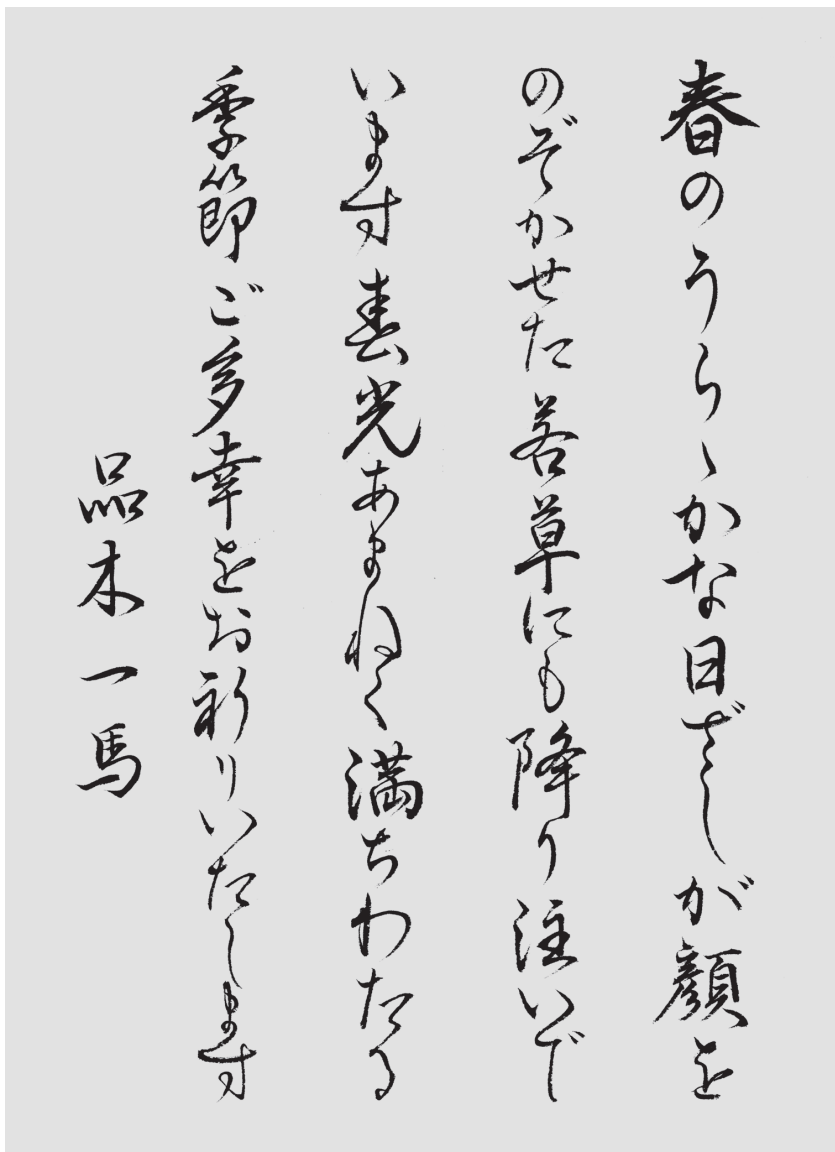 春のうらゝかな日ざしが顔を
のぞかせた若草にも降り注いで
います春光あまねく満ちわたる
季節ご多幸をお祈りいたします
品木一馬